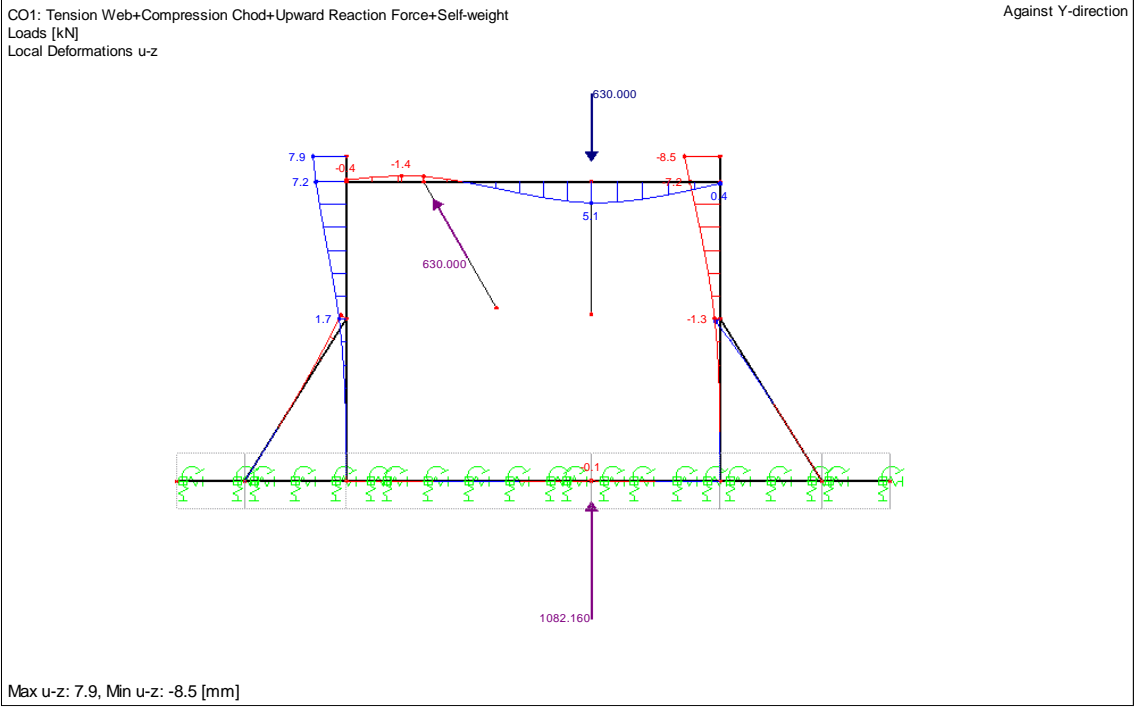 CO1: Tension Web+Compression Chod+Upward Reaction Force+Self-weight
Against Y-direction
Loads [kN]
Local Deformations u-z
630.000
7.9
-0.4
-1.4
-8.5
7.2
-7.2
0.4
5.1
630.000
1.7
-1.3
-0.1
1082.160
Max u-z: 7.9, Min u-z: -8.5 [mm]